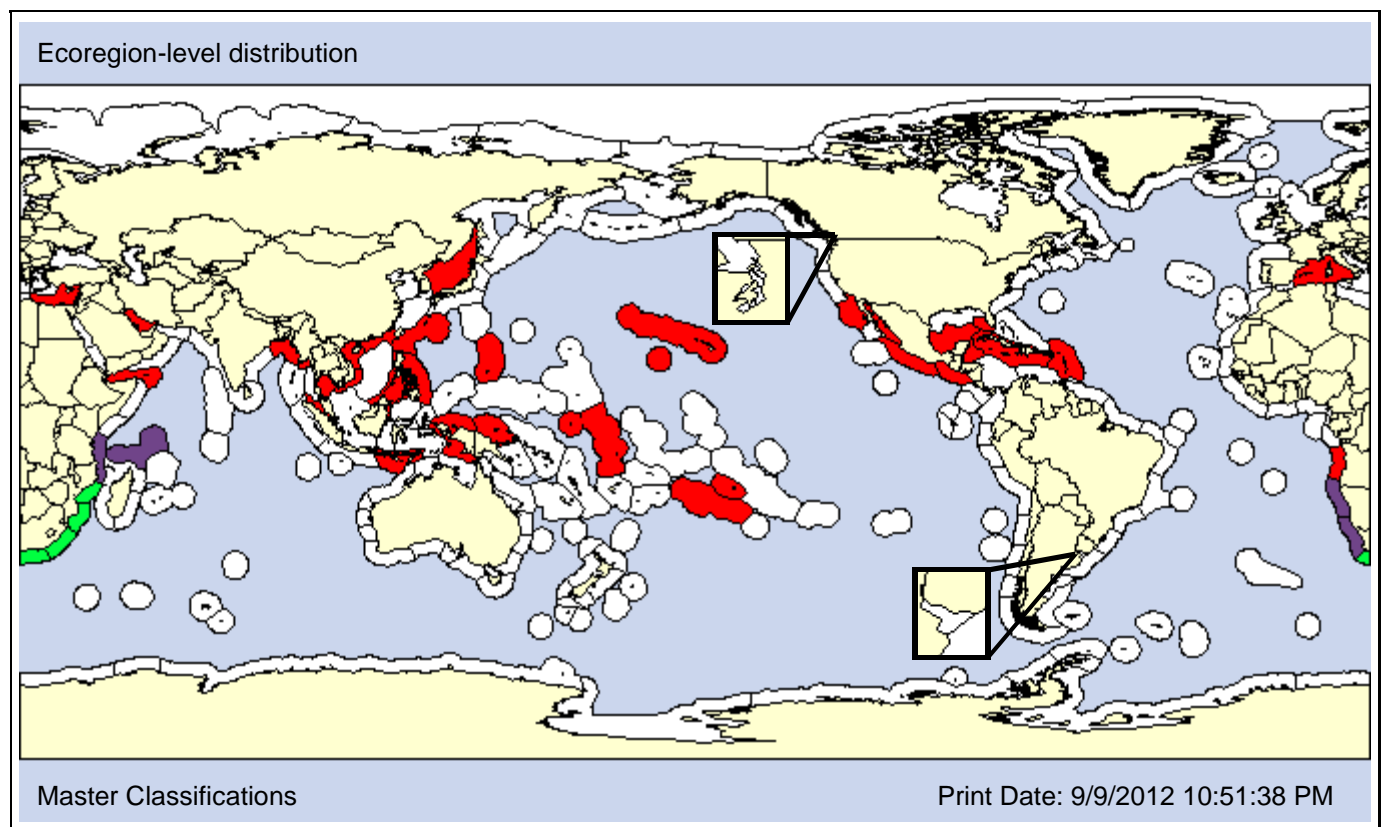 Ecoregion-level distribution
Master Classifications
Print Date: 9/9/2012 10:51:38 PM